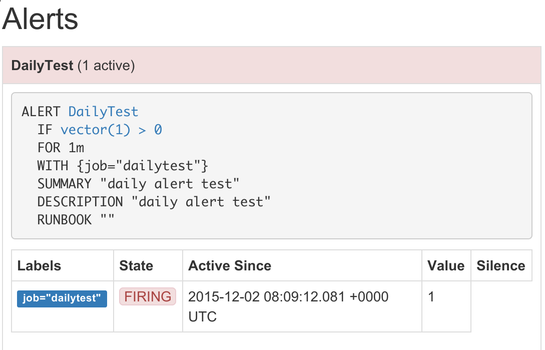 Alerts
DailyTest (1 active)
ALERT DailyTest
IF vector(1) > 0
FOR 1m
WITH {job="dailytest"}
SUMMARY "daily alert test"
DESCRIPTION "daily alert test"
RUNBOOK ""
Labels State Active Since Value Silence
job="dailytest" FIRING 2015-12-02 08:09:12.081 +0000 1
UTC